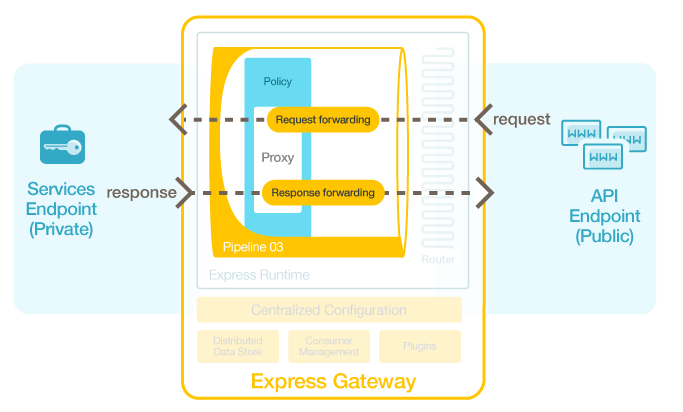 Policy
Request forwarding
request
WWW
WWW
WWW
Proxy
Services
Endpoint
(Private)
response
Response forwarding
API
Endpoint
(Public)
Pipeline 03
Router
Express Runtime
Centralized Configuration
Distributed
Data Store
Consumer
Management
Plugins
Express Gateway